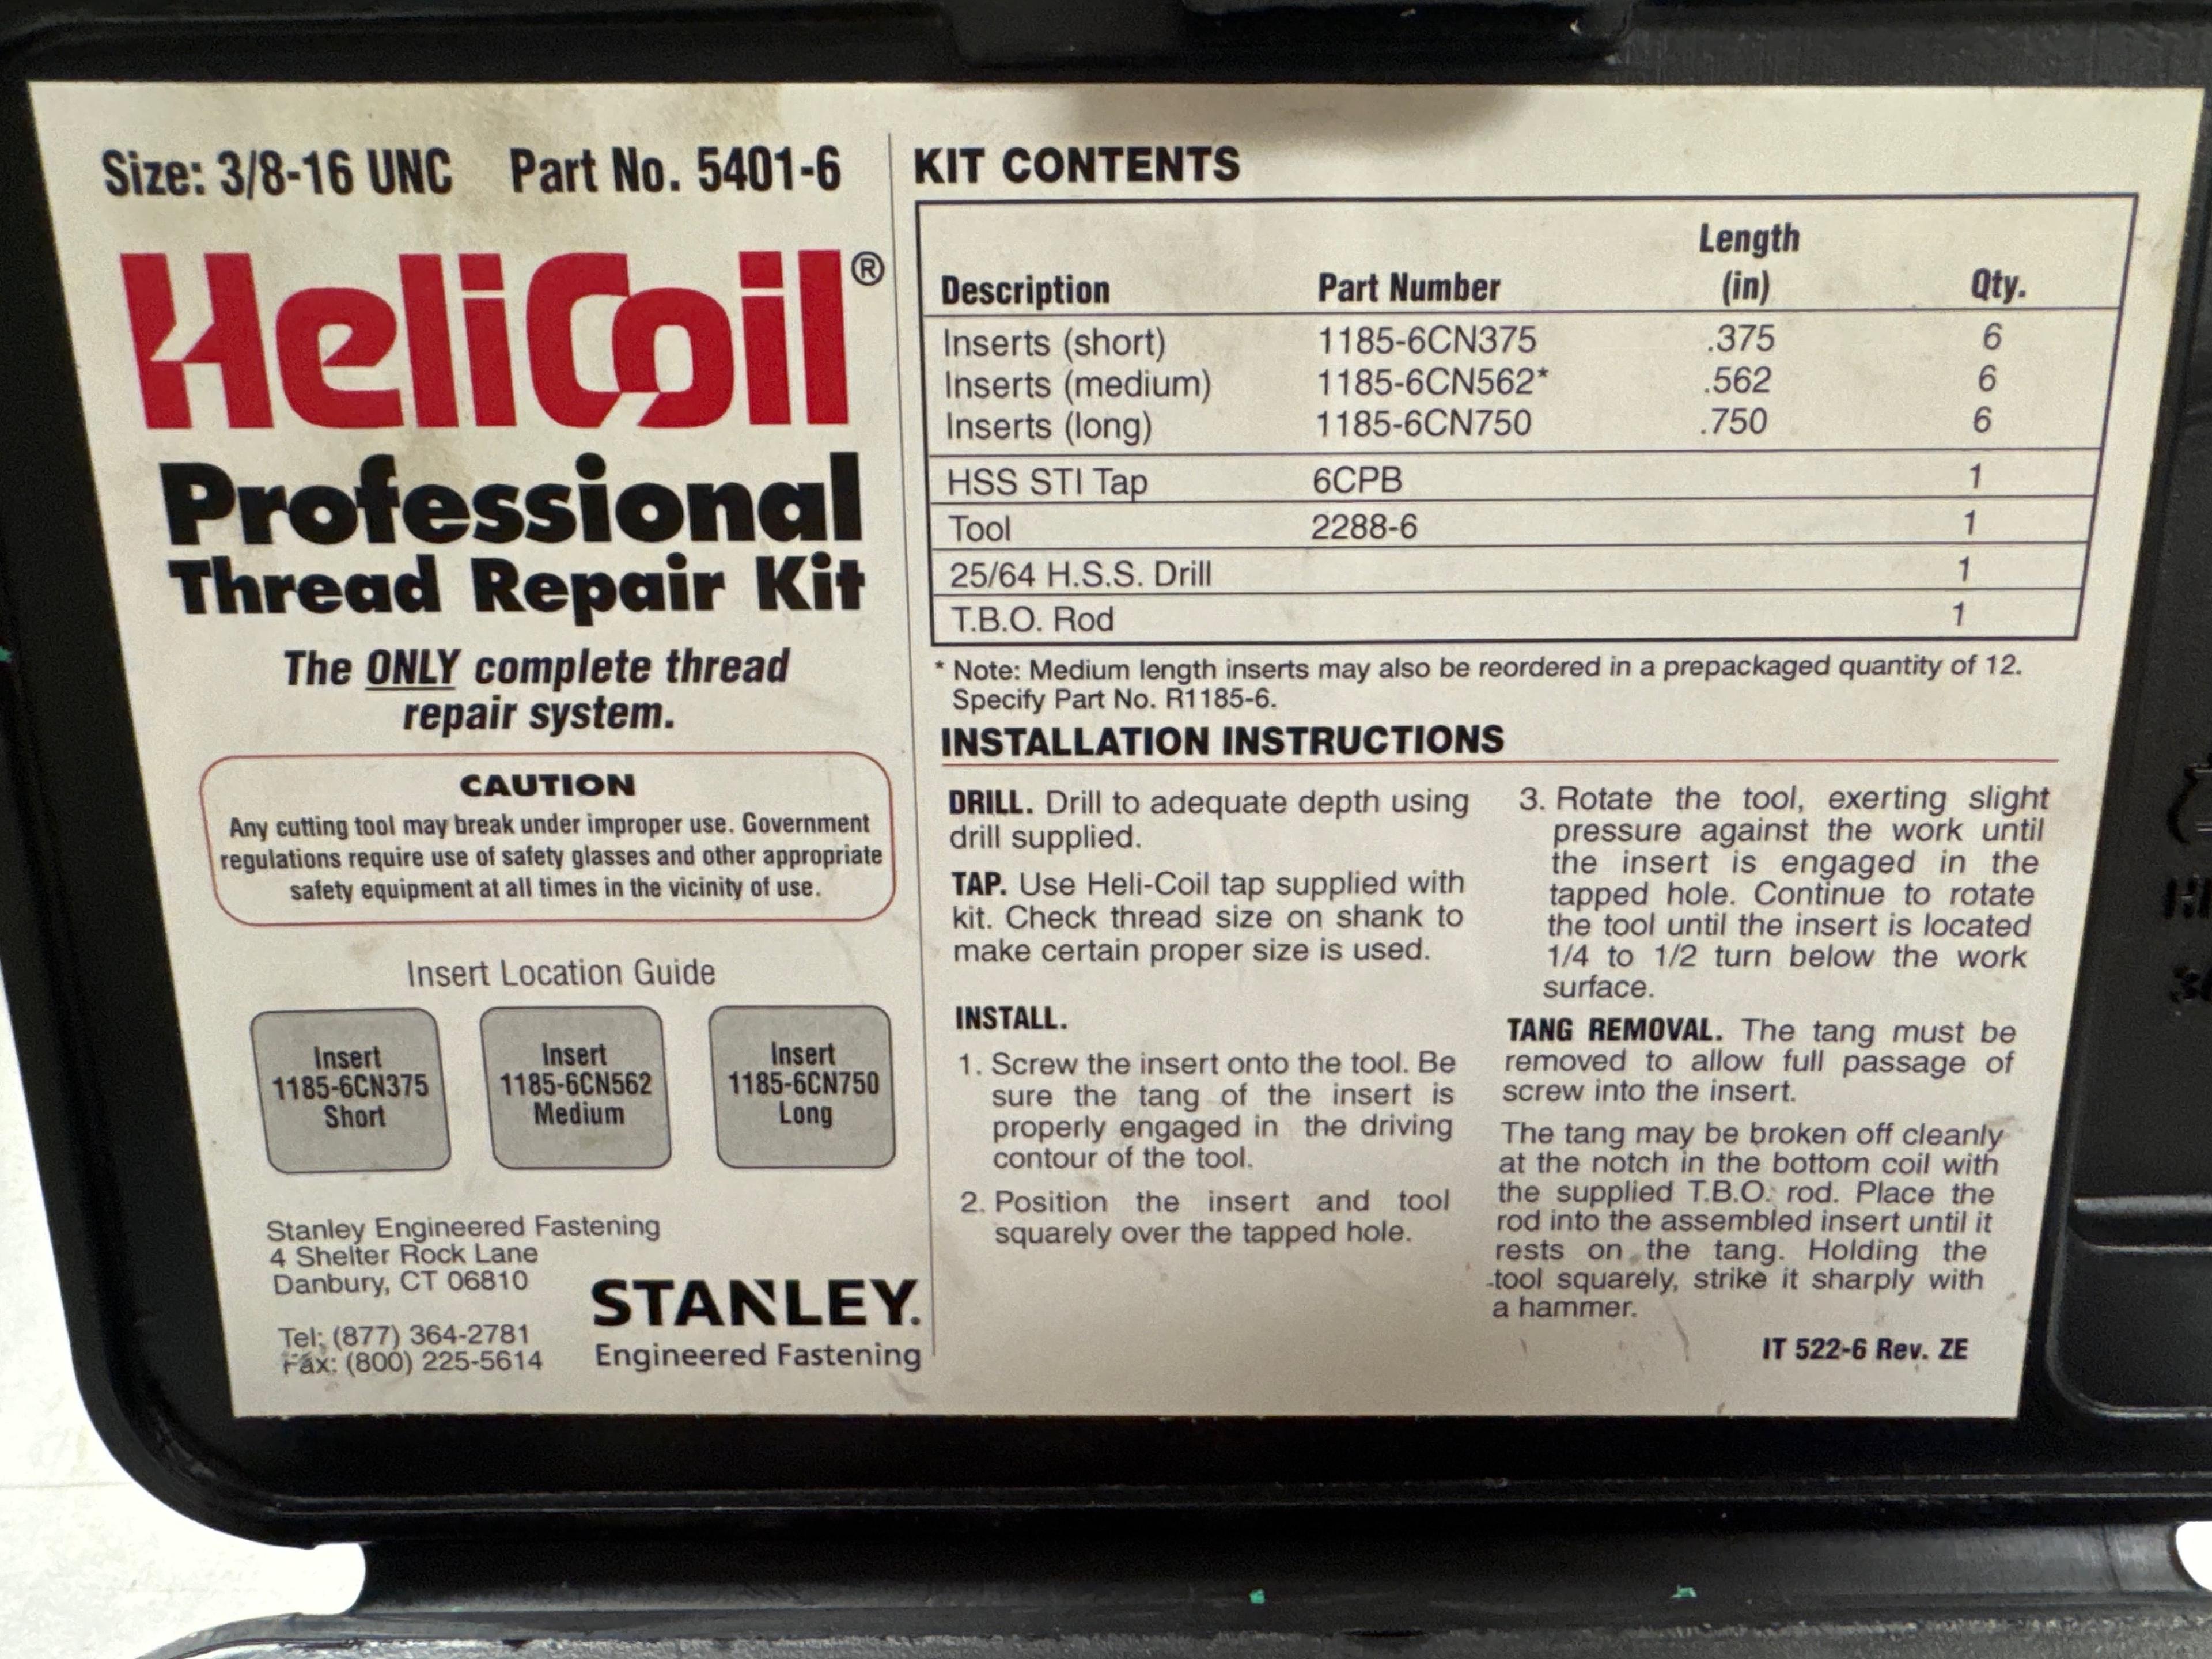 Size: 3/8-16 UNC Part No. 5401-6
HeliCoil®
Professional
Thread Repair Kit
The ONLY complete thread
repair system.
CAUTION
Any cutting tool may break under improper use. Government
regulations require use of safety glasses and other appropriate
safety equipment at all times in the vicinity of use.
Insert Location Guide
Insert
1185-6CN375
Short
Insert
1185-6CN562
Medium
Insert
1185-6CN750
Long
Stanley Engineered Fastening
4 Shelter Rock Lane
Danbury, CT 06810
Tel: (877) 364-2781
Fax: (800) 225-5614
STANLEY.
Engineered Fastening
KIT CONTENTS
Description Part Number Length (in) Qty.
Inserts (short) 1185-6CN375 .375 6
Inserts (medium) 1185-6CN562* .562 6
Inserts (long) 1185-6CN750 .750 6
HSS STI Tap 6CPB 1
Tool 2288-6 1
25/64 H.S.S. Drill 1
T.B.O. Rod 1
* Note: Medium length inserts may also be reordered in a prepackaged quantity of 12.
Specify Part No. R1185-6.
INSTALLATION INSTRUCTIONS
DRILL. Drill to adequate depth using
drill supplied.
TAP. Use Heli-Coil tap supplied with
kit. Check thread size on shank to
make certain proper size is used.
INSTALL.
1. Screw the insert onto the tool. Be
sure the tang of the insert is
properly engaged in the driving
contour of the tool.
2. Position the insert and tool
squarely over the tapped hole.
3. Rotate the tool, exerting slight
pressure against the work until
the insert is engaged in the
tapped hole. Continue to rotate
the tool until the insert is located
1/4 to 1/2 turn below the work
surface.
TANG REMOVAL. The tang must be
removed to allow full passage of
screw into the insert.
The tang may be broken off cleanly
at the notch in the bottom coil with
the supplied T.B.O. rod. Place the
rod into the assembled insert until it
rests on the tang. Holding the
tool squarely, strike it sharply with
a hammer.
IT 522-6 Rev. ZE